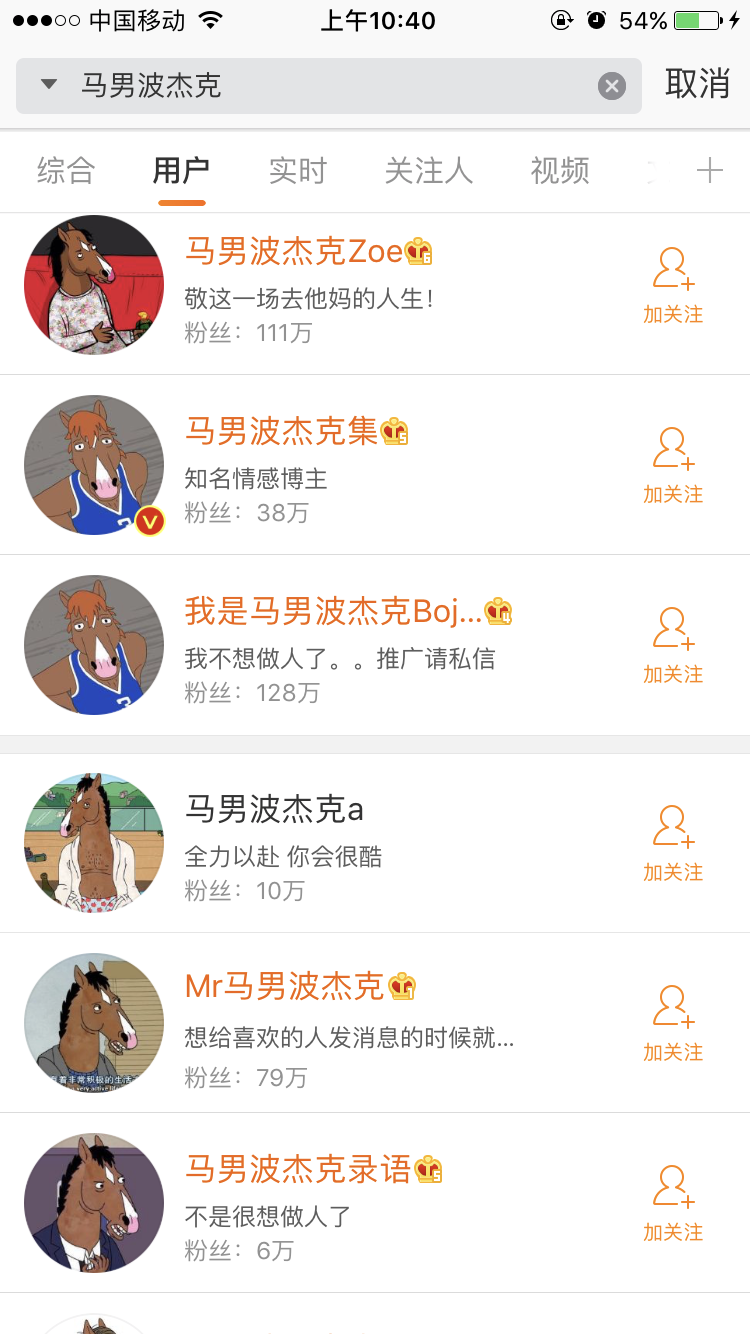 中国移动 上午10:40 54%
马男波杰克 取消
综合 用户 实时 关注人 视频
马男波杰克Zoe
敬这一场去他妈的人生！
粉丝：111万
加关注
马男波杰克集
知名情感博主
粉丝：38万
加关注
我是马男波杰克Boj...
我不想做人了。。推广请私信
粉丝：128万
加关注
马男波杰克a
全力以赴 你会很酷
粉丝：10万
加关注
Mr马男波杰克
想给喜欢的人发消息的时候就...
粉丝：79万
加关注
马男波杰克录语
不是很想做人了
粉丝：6万
加关注